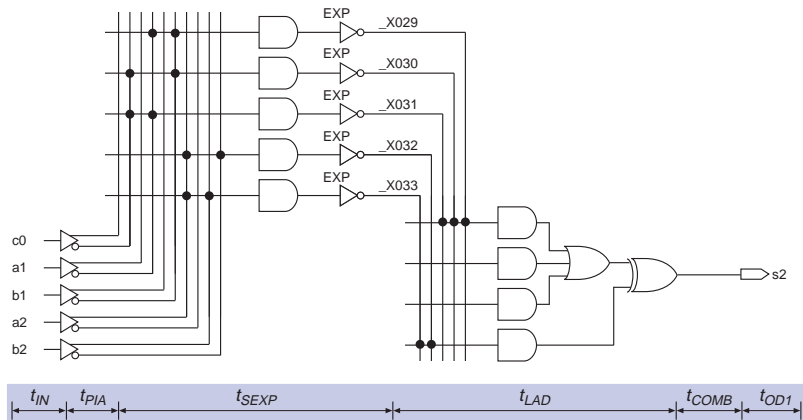 EXP
_X029
EXP
_X030
EXP
_X031
EXP
_X032
EXP
_X033
c0
a1
b1
a2
b2
s2
tIN tPIA tSEXP tLAD tCOMB tOD1